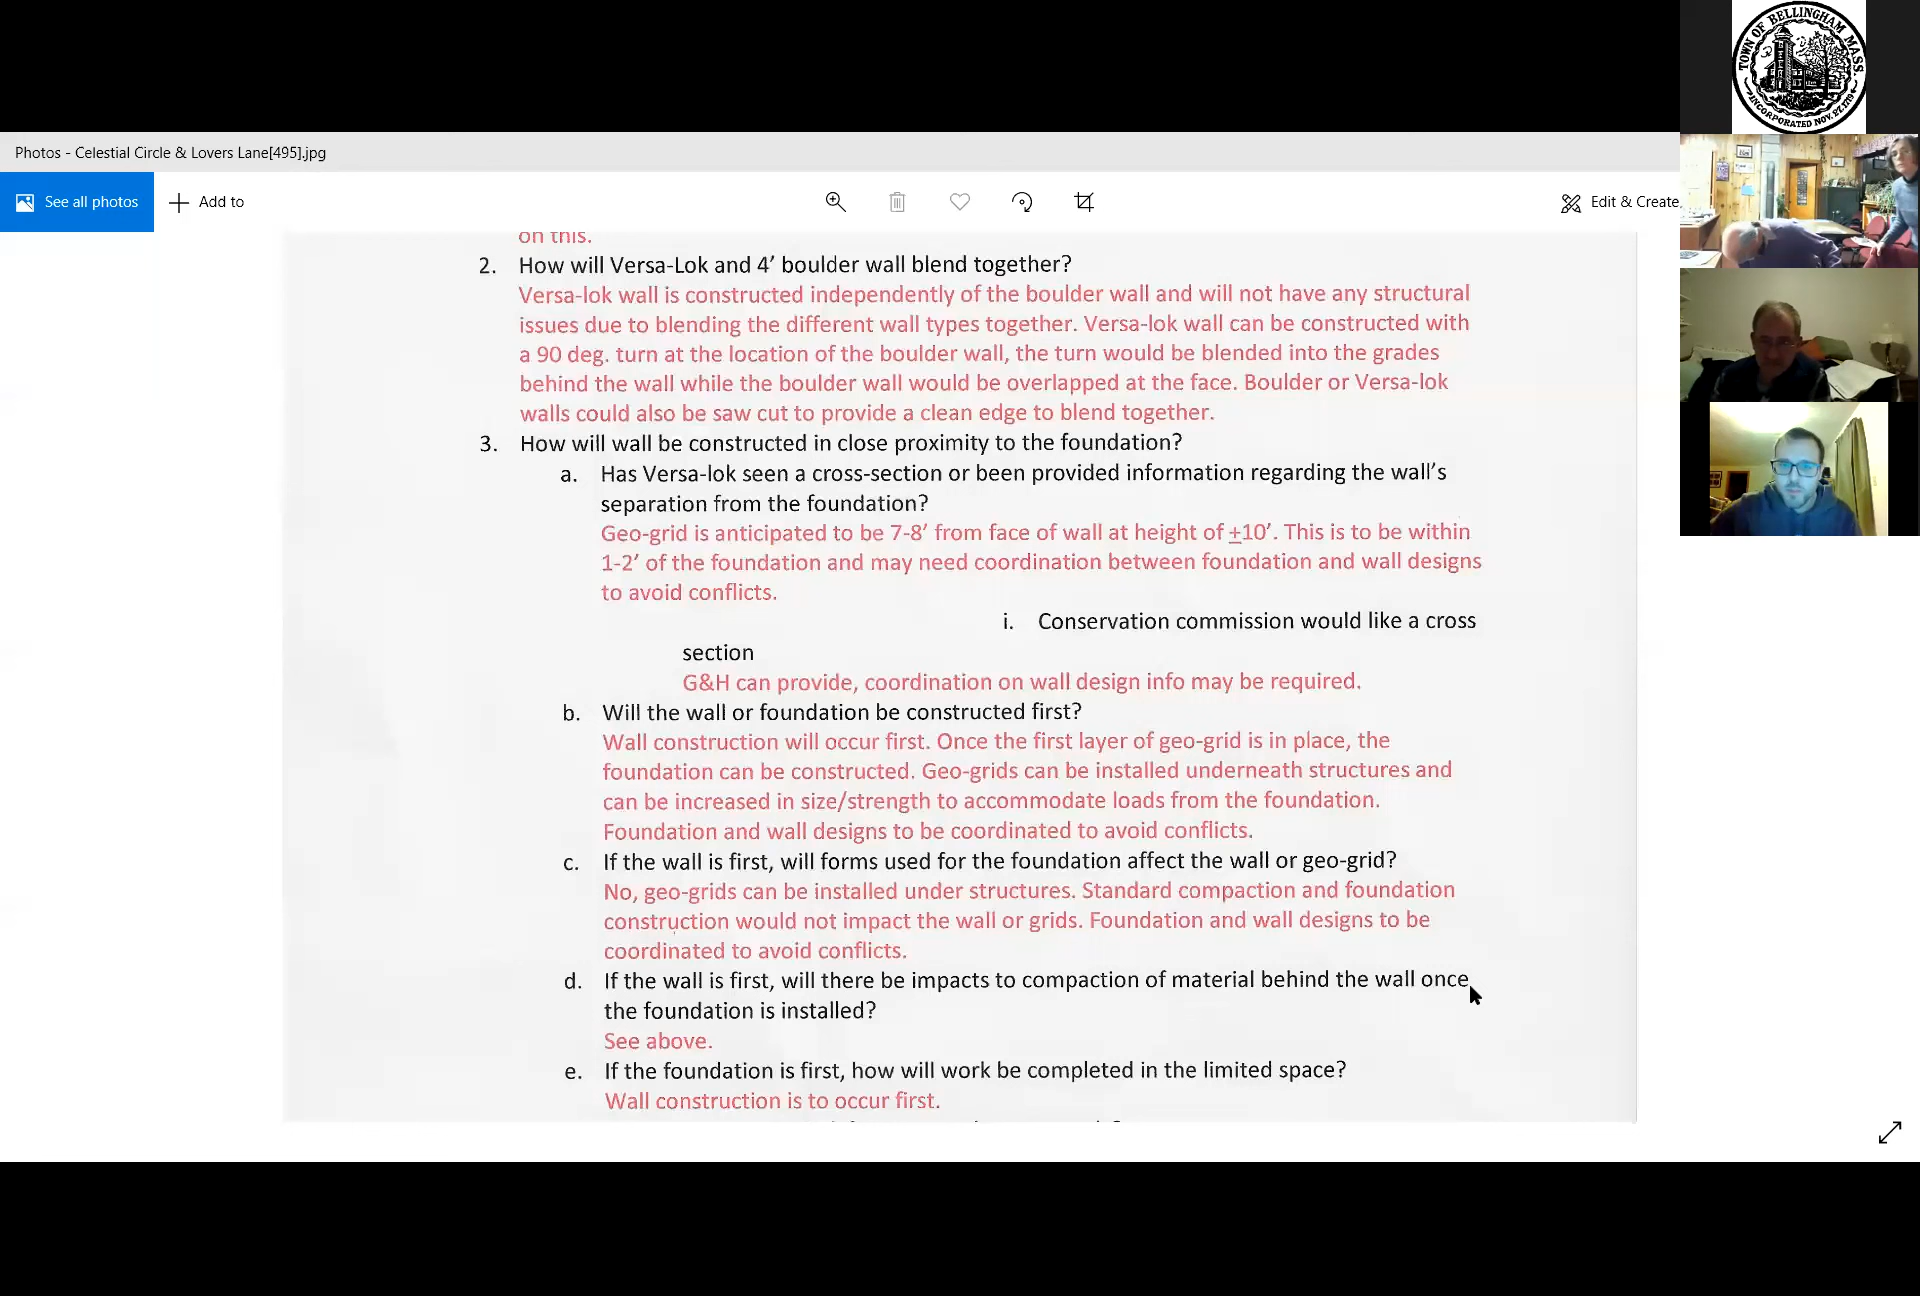 TOWN OF BELLINGHAM MASS.
INCORPORATED NOV. 27, 1719
Photos - Celestial Circle & Lovers Lane[495].jpg
See all photos
Add to
Edit & Create
on this.
2. How will Versa-Lok and 4’ boulder wall blend together?
Versa-lok wall is constructed independently of the boulder wall and will not have any structural
issues due to blending the different wall types together. Versa-lok wall can be constructed with
a 90 deg. turn at the location of the boulder wall, the turn would be blended into the grades
behind the wall while the boulder wall would be overlapped at the face. Boulder or Versa-lok
walls could also be saw cut to provide a clean edge to blend together.
3. How will wall be constructed in close proximity to the foundation?
a. Has Versa-lok seen a cross-section or been provided information regarding the wall’s
separation from the foundation?
Geo-grid is anticipated to be 7-8’ from face of wall at height of ±10’. This is to be within
1-2’ of the foundation and may need coordination between foundation and wall designs
to avoid conflicts.
i. Conservation commission would like a cross
section
G&H can provide, coordination on wall design info may be required.
b. Will the wall or foundation be constructed first?
Wall construction will occur first. Once the first layer of geo-grid is in place, the
foundation can be constructed. Geo-grids can be installed underneath structures and
can be increased in size/strength to accommodate loads from the foundation.
Foundation and wall designs to be coordinated to avoid conflicts.
c. If the wall is first, will forms used for the foundation affect the wall or geo-grid?
No, geo-grids can be installed under structures. Standard compaction and foundation
construction would not impact the wall or grids. Foundation and wall designs to be
coordinated to avoid conflicts.
d. If the wall is first, will there be impacts to compaction of material behind the wall once
the foundation is installed?
See above.
e. If the foundation is first, how will work be completed in the limited space?
Wall construction is to occur first.